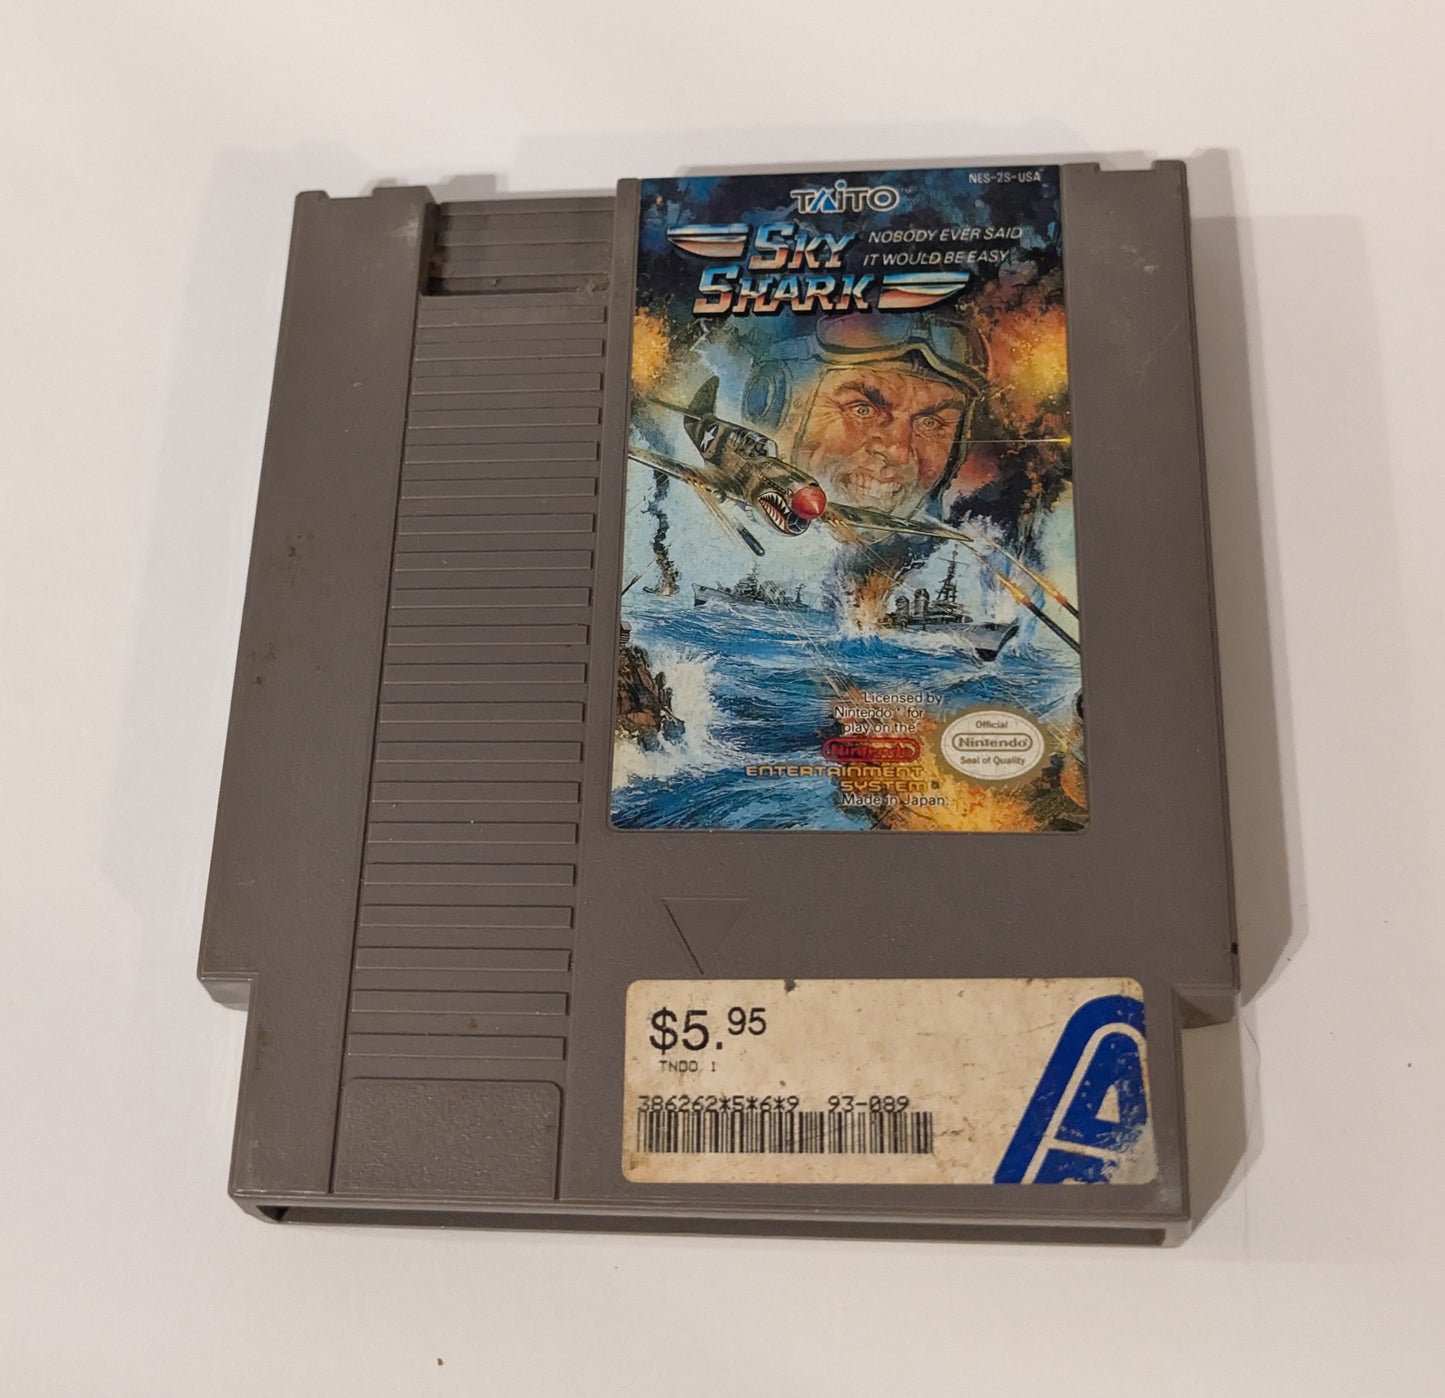 NES-2S-USA
TAITO
SKY
SHARK
NOBODY EVER SAID
IT WOULD BE EASY
Licensed by
Nintendo® for
play on the
Nintendo
ENTERTAINMENT
SYSTEM®
Made in Japan.
Official
Nintendo®
Seal of Quality
$5.95
TNDO 1
386262*5*6*9 93-089
A